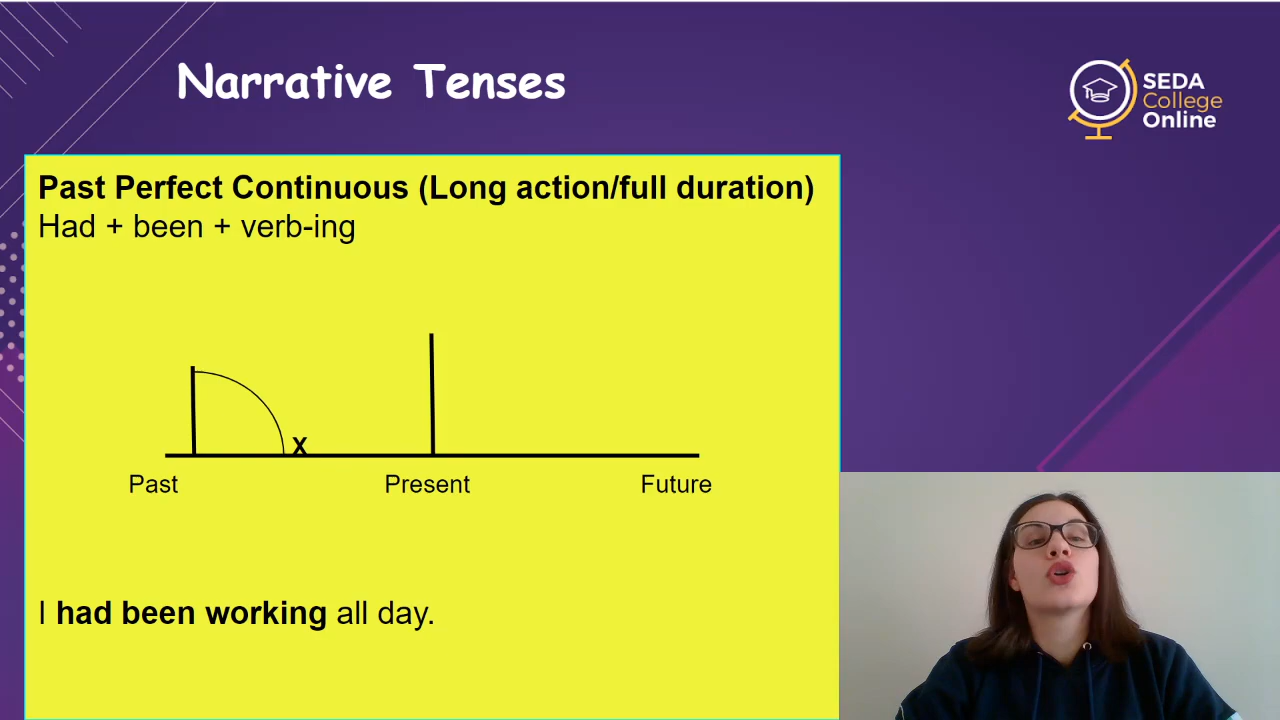 Narrative Tenses
SEDA
College
Online
Past Perfect Continuous (Long action/full duration)
Had + been + verb-ing
X
Past Present Future
I had been working all day.